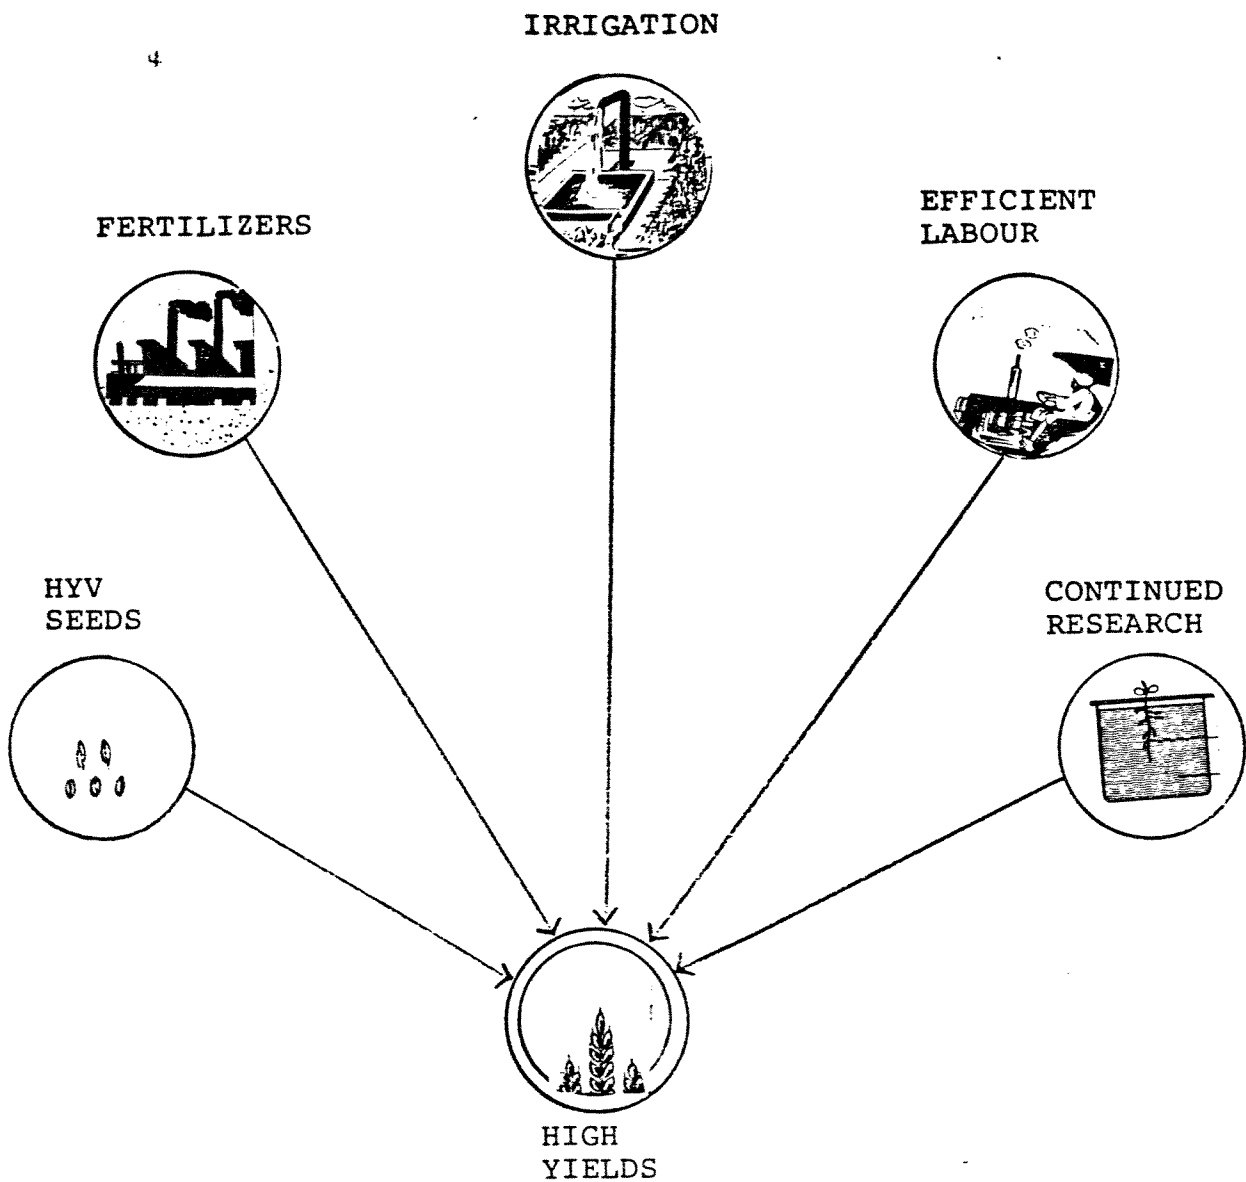 IRRIGATION
4
EFFICIENT
LABOUR
FERTILIZERS
HYV
SEEDS
CONTINUED
RESEARCH
HIGH
YIELDS